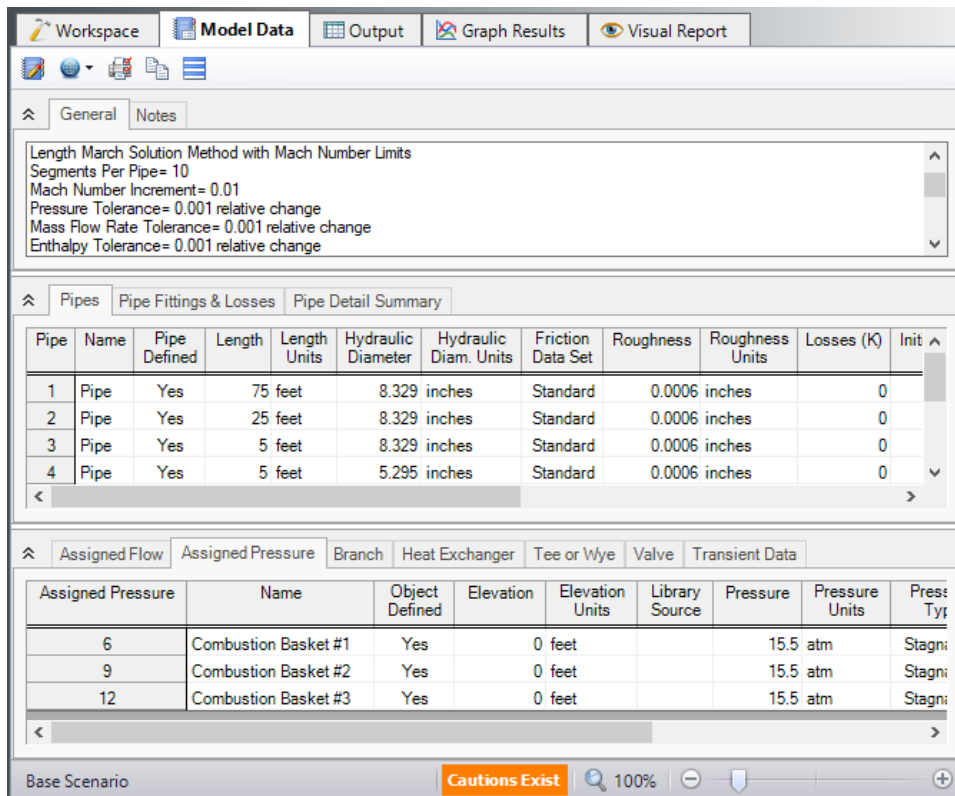 Workspace Model Data Output Graph Results Visual Report
General Notes
Length March Solution Method with Mach Number Limits
Segments Per Pipe= 10
Mach Number Increment= 0.01
Pressure Tolerance= 0.001 relative change
Mass Flow Rate Tolerance= 0.001 relative change
Enthalpy Tolerance= 0.001 relative change
Pipes Pipe Fittings & Losses Pipe Detail Summary
Pipe Name Pipe Defined Length Length Units Hydraulic Diameter Hydraulic Diam. Units Friction Data Set Roughness Roughness Units Losses (K) Initi
1 Pipe Yes 75 feet 8.329 inches Standard 0.0006 inches 0
2 Pipe Yes 25 feet 8.329 inches Standard 0.0006 inches 0
3 Pipe Yes 5 feet 8.329 inches Standard 0.0006 inches 0
4 Pipe Yes 5 feet 5.295 inches Standard 0.0006 inches 0
Assigned Flow Assigned Pressure Branch Heat Exchanger Tee or Wye Valve Transient Data
Assigned Pressure Name Object Defined Elevation Elevation Units Library Source Pressure Pressure Units Press Typ
6 Combustion Basket #1 Yes 0 feet 15.5 atm Stagna
9 Combustion Basket #2 Yes 0 feet 15.5 atm Stagna
12 Combustion Basket #3 Yes 0 feet 15.5 atm Stagna
Base Scenario Cautions Exist 100%